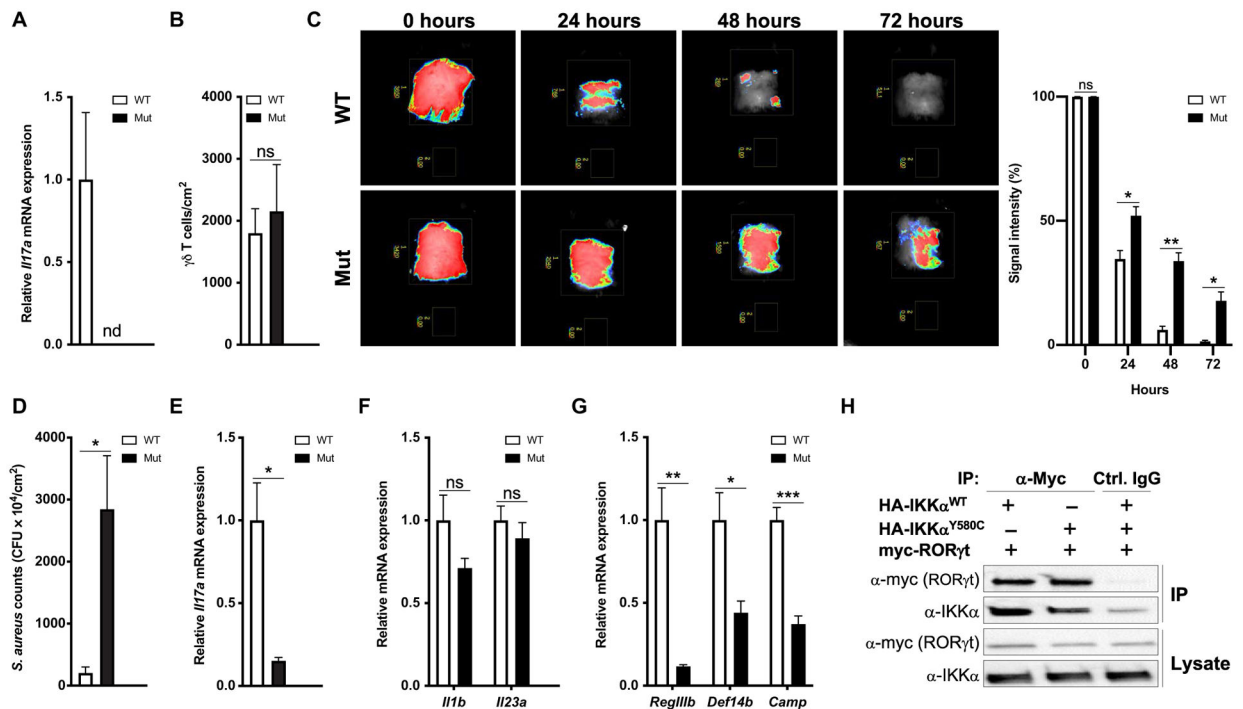 A
Relative Il17a mRNA expression
1.5
1.0
0.5
0.0
WT
Mut
nd
B
γδ T cells/cm²
4000
3000
2000
1000
0
WT
Mut
ns
C
0 hours
24 hours
48 hours
72 hours
WT
Mut
Signal intensity (%)
100
50
0
WT
Mut
ns
*
**
*
0
24
48
72
Hours
D
S. aureus counts (CFU × 10⁴/cm²)
4000
3000
2000
1000
0
WT
Mut
*
E
Relative Il17a mRNA expression
1.5
1.0
0.5
0.0
WT
Mut
*
F
Relative mRNA expression
1.5
1.0
0.5
0.0
WT
Mut
ns
ns
Il1b
Il23a
G
Relative mRNA expression
1.5
1.0
0.5
0.0
WT
Mut
**
*
***
RegIIIb
Def14b
Camp
H
IP: α-Myc Ctrl. IgG
HA-IKKα^WT + – +
HA-IKKα^Y580C – + +
myc-RORγt + + +
α-myc (RORγt)
α-IKKα
IP
α-myc (RORγt)
α-IKKα
Lysate